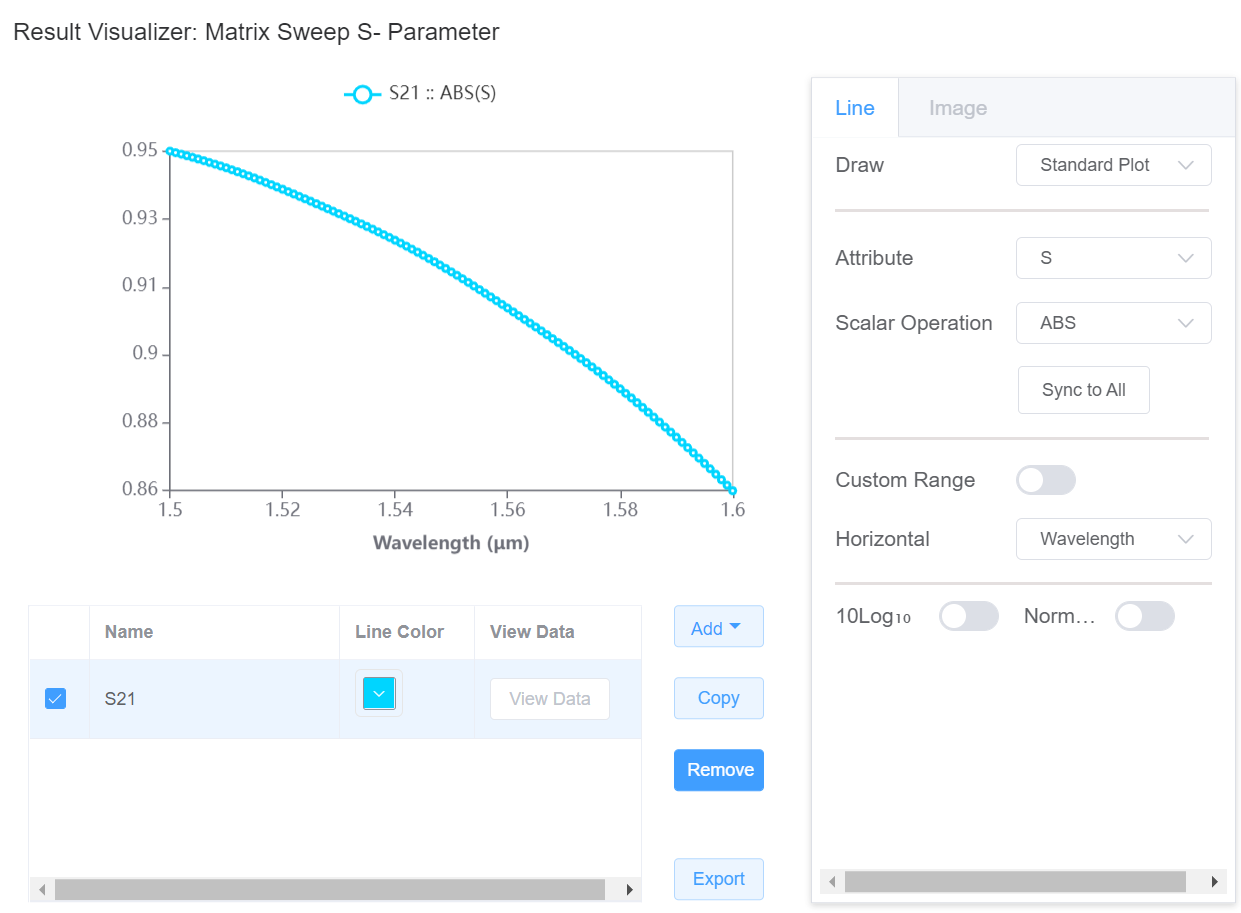 Result Visualizer: Matrix Sweep S- Parameter
S21 :: ABS(S)
0.95
0.93
0.91
0.9
0.88
0.86
1.5 1.52 1.54 1.56 1.58 1.6
Wavelength (μm)
Name Line Color View Data
S21 View Data
Add
Copy
Remove
Export
Line Image
Draw Standard Plot
Attribute S
Scalar Operation ABS
Sync to All
Custom Range
Horizontal Wavelength
10Log₁₀ Norm…